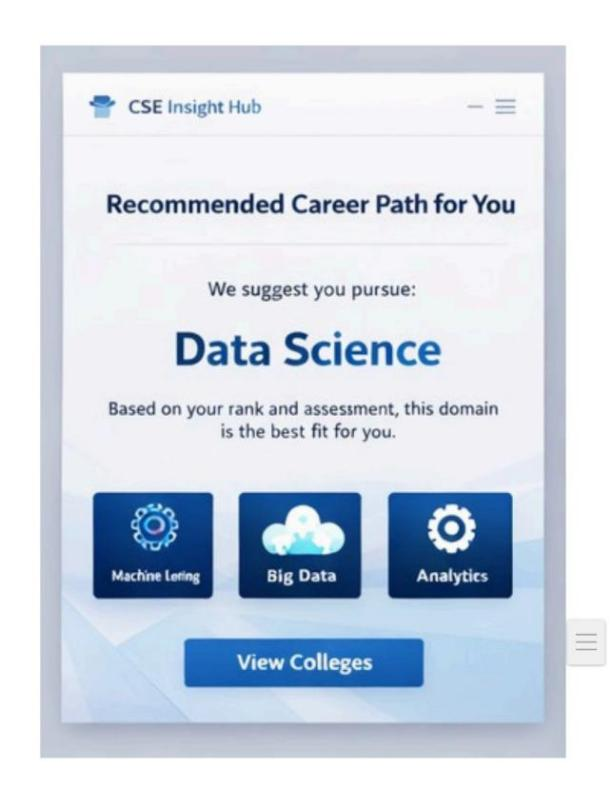 CSE Insight Hub
Recommended Career Path for You
We suggest you pursue:
Data Science
Based on your rank and assessment, this domain
is the best fit for you.
Machine Lerting
Big Data
Analytics
View Colleges